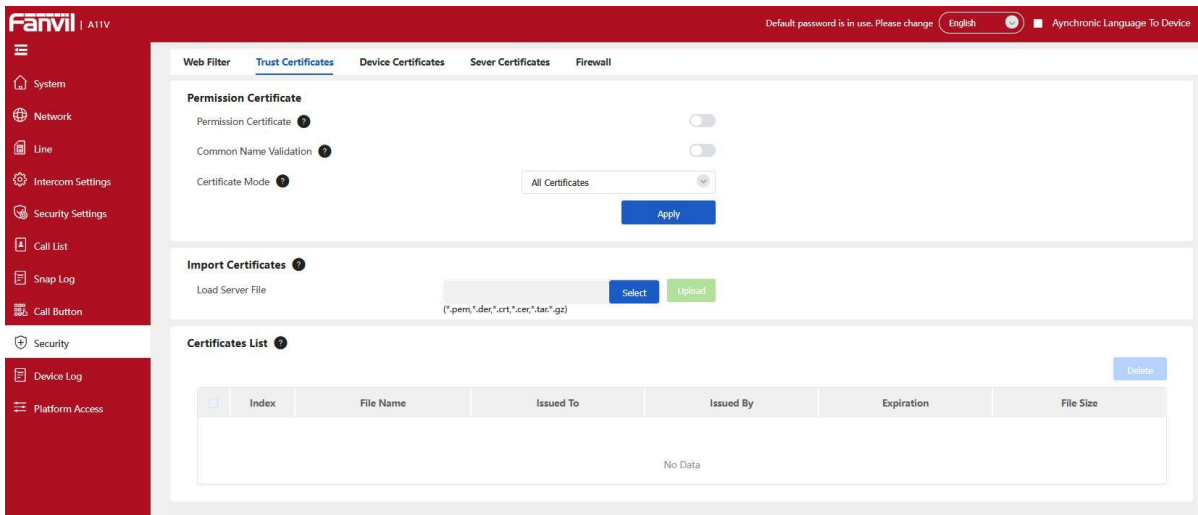 Fanvil | A11V
Default password is in use. Please change English Aynchronic Language To Device
System
Network
Line
Intercom Settings
Security Settings
Call List
Snap Log
Call Button
Security
Device Log
Platform Access
Web Filter Trust Certificates Device Certificates Sever Certificates Firewall
Permission Certificate
Permission Certificate ?
Common Name Validation ?
Certificate Mode ? All Certificates
Apply
Import Certificates ?
Load Server File Select Upload
(*.pem,*.der,*.crt,*.cer,*.tar.*.gz)
Certificates List ?
Delete
Index File Name Issued To Issued By Expiration File Size
No Data